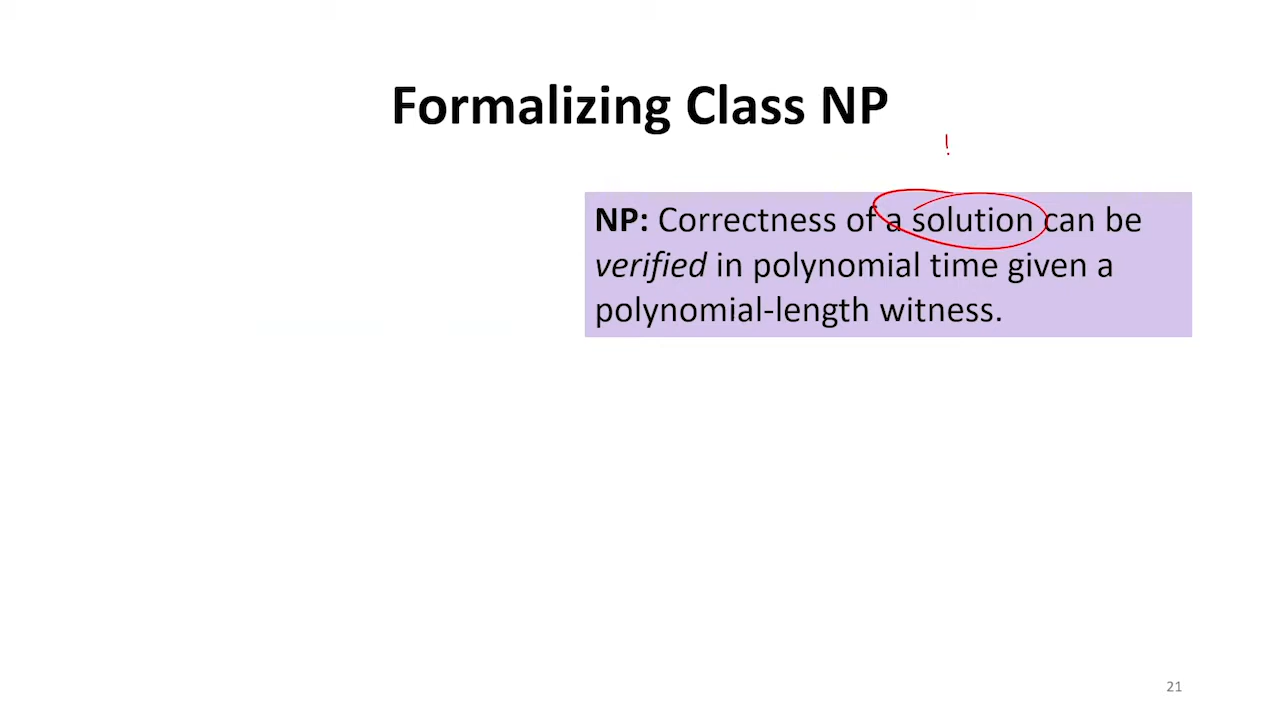 Formalizing Class NP
!
NP: Correctness of a solution can be
verified in polynomial time given a
polynomial-length witness.
21